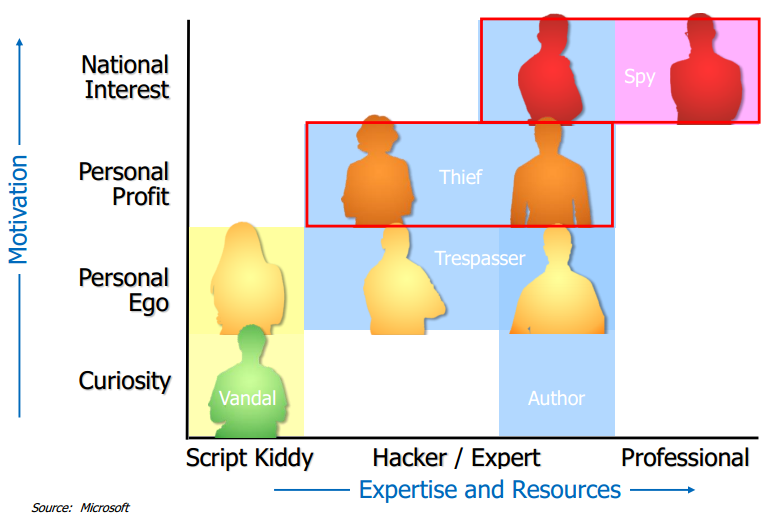 National
Interest
Spy
Personal
Profit
Thief
Motivation
Personal
Ego
Trespasser
Curiosity
Vandal
Author
Script Kiddy
Hacker / Expert
Professional
Expertise and Resources
Source: Microsoft